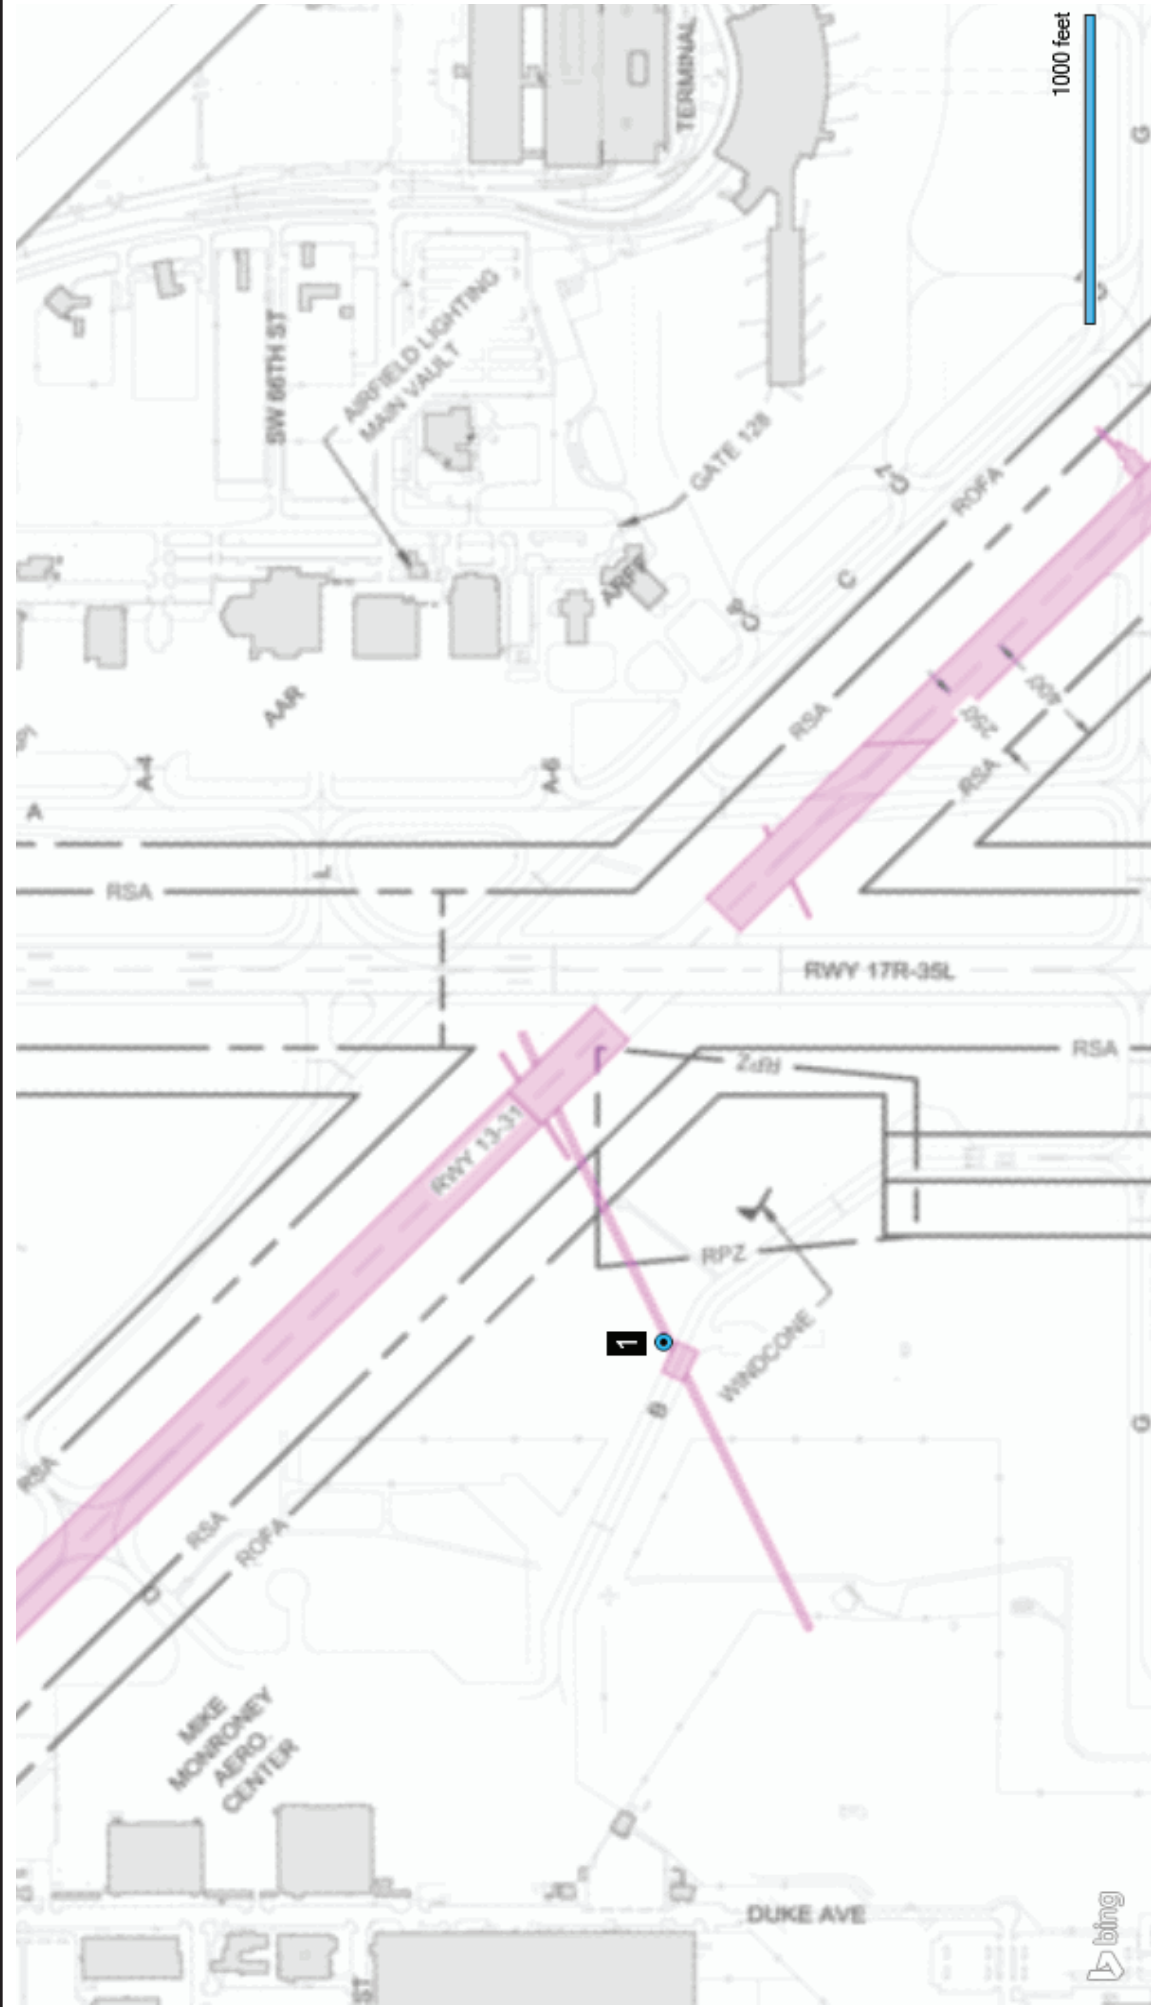 1000 feet
TERMINAL
G
SW 66TH ST
AIRFIELD LIGHTING
MAIN VAULT
GATE 128
ROFA
C
ARFF
AAR
RSA
250'
400'
RSA
A-4
A-6
A
L
RSA
RWY 17R-35L
RSA
RPZ
RWY 13-31
RPZ
WINDCONE
1
B
G
RSA
RSA
ROFA
MIKE
MONRONEY
AERO
CENTER
DUKE AVE
ST
bing